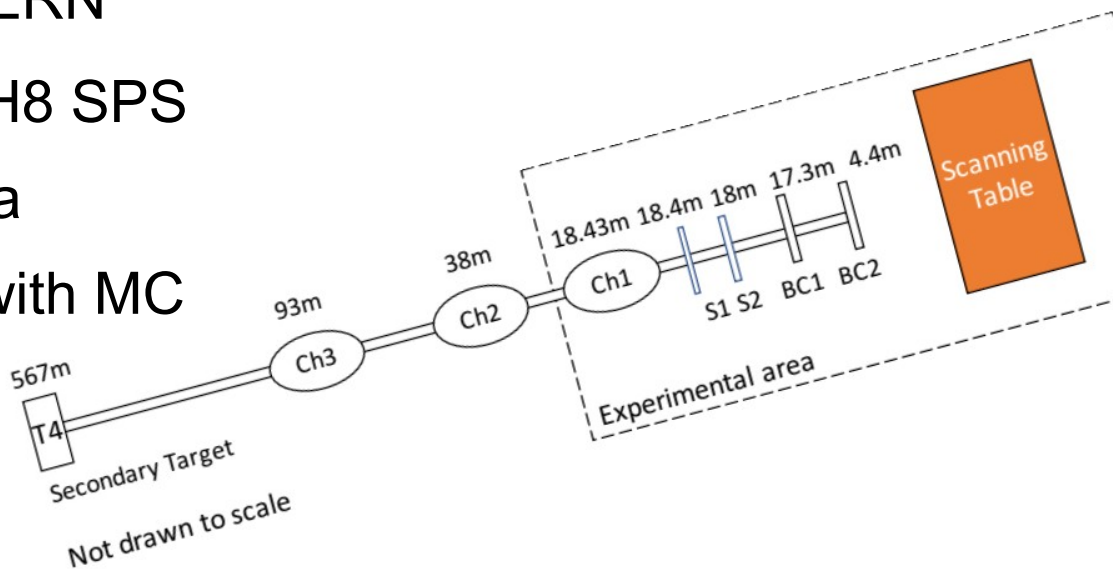 ERN
H8 SPS
a
with MC
567m
93m
38m
18.43m 18.4m 18m 17.3m 4.4m
T4
Ch3
Ch2
Ch1
S1 S2 BC1 BC2
Scanning
Table
Secondary Target
Experimental area
Not drawn to scale